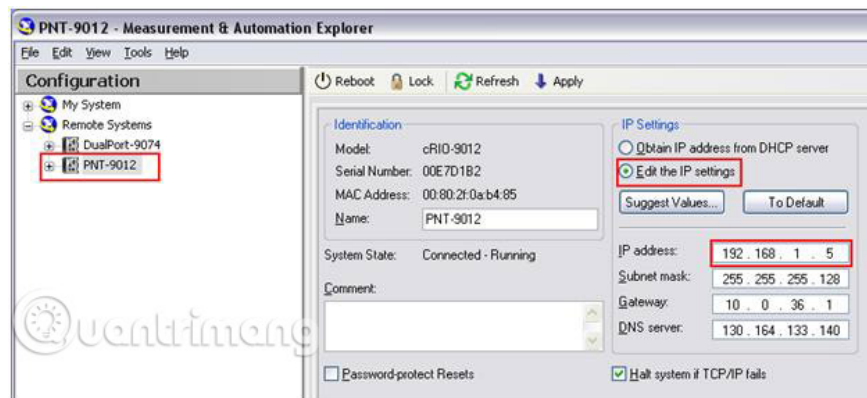 PNT-9012 - Measurement & Automation Explorer
File Edit View Tools Help
Configuration
Reboot Lock Refresh Apply
My System
Remote Systems
DualPort-9074
PNT-9012
Identification
Model: cRIO-9012
Serial Number: 00E7D1B2
MAC Address: 00:80:2f:0a:b4:85
Name: PNT-9012
System State: Connected - Running
Comment:
Password-protect Resets
IP Settings
Obtain IP address from DHCP server
Edit the IP settings
Suggest Values... To Default
IP address: 192 . 168 . 1 . 5
Subnet mask: 255 . 255 . 255 . 128
Gateway: 10 . 0 . 36 . 1
DNS server: 130 . 164 . 133 . 140
Halt system if TCP/IP fails
Quantrimang